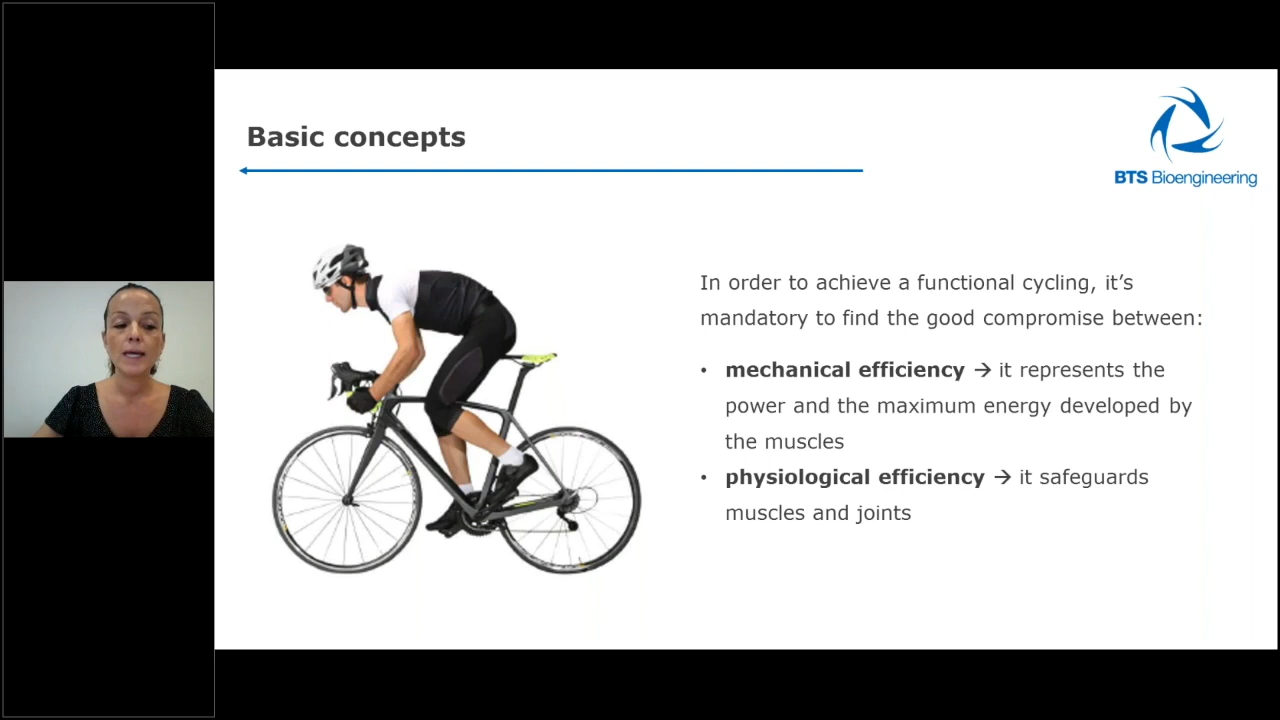 Basic concepts
BTS Bioengineering
In order to achieve a functional cycling, it’s
mandatory to find the good compromise between:
• mechanical efficiency → it represents the
power and the maximum energy developed by
the muscles
• physiological efficiency → it safeguards
muscles and joints